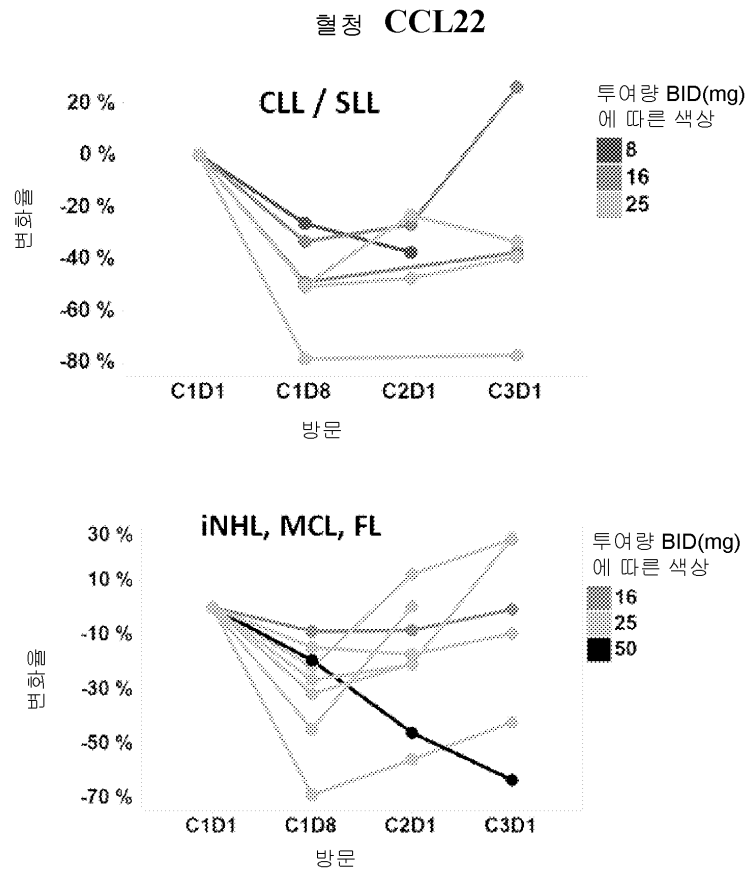 혈청 CCL22
CLL / SLL
20 %
0 %
-20 %
-40 %
-60 %
-80 %
변화율
C1D1 C1D8 C2D1 C3D1
방문
투여량 BID(mg)
에 따른 색상
8
16
25
iNHL, MCL, FL
30 %
10 %
-10 %
-30 %
-50 %
-70 %
변화율
C1D1 C1D8 C2D1 C3D1
방문
투여량 BID(mg)
에 따른 색상
16
25
50